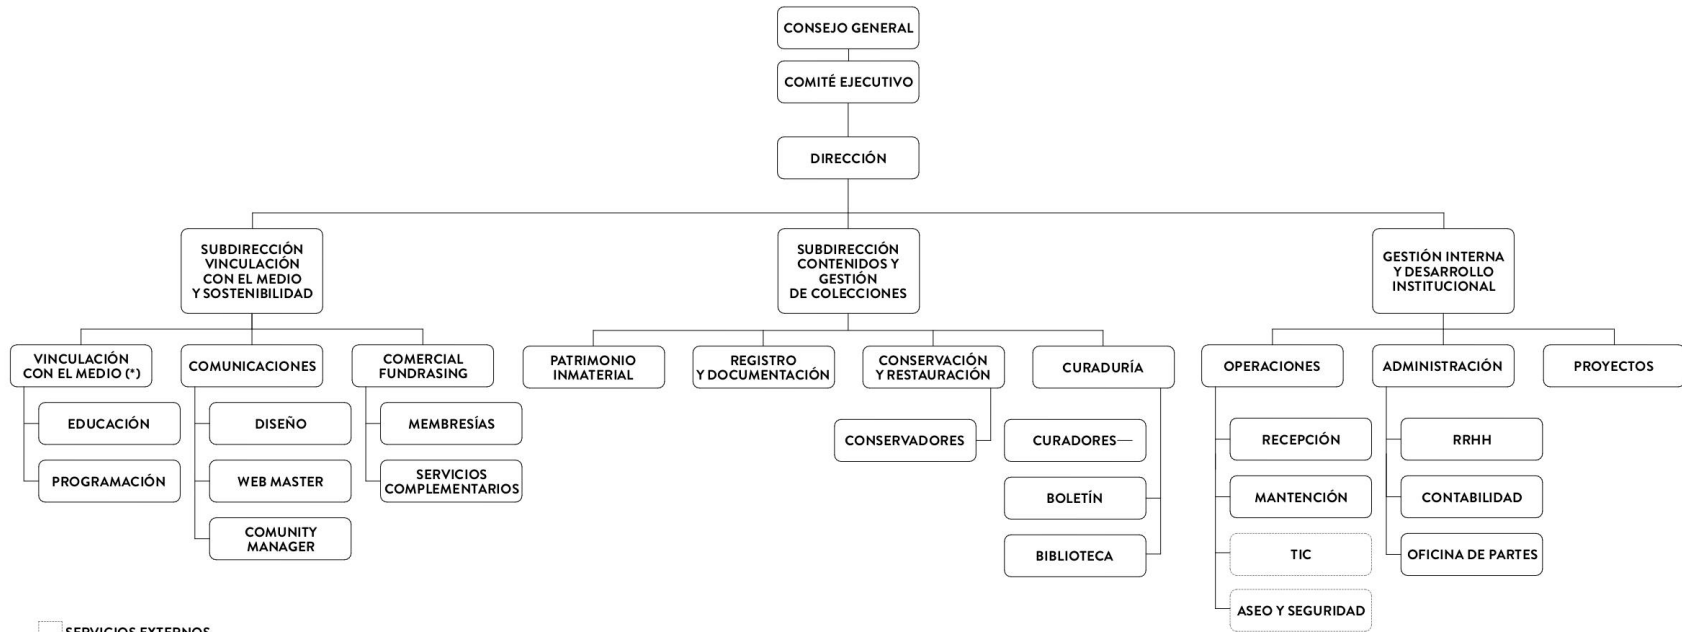 CONSEJO GENERAL
COMITÉ EJECUTIVO
DIRECCIÓN
SUBDIRECCIÓN
VINCULACIÓN
CON EL MEDIO
Y SOSTENIBILIDAD
SUBDIRECCIÓN
CONTENIDOS Y
GESTIÓN
DE COLECCIONES
GESTIÓN INTERNA
Y DESARROLLO
INSTITUCIONAL
VINCULACIÓN
CON EL MEDIO (*)
COMUNICACIONES
COMERCIAL
FUNDRASING
PATRIMONIO
INMATERIAL
REGISTRO
Y DOCUMENTACIÓN
CONSERVACIÓN
Y RESTAURACIÓN
CURADURÍA
OPERACIONES
ADMINISTRACIÓN
PROYECTOS
EDUCACIÓN
PROGRAMACIÓN
DISEÑO
WEB MASTER
COMUNITY
MANAGER
MEMBRESÍAS
SERVICIOS
COMPLEMENTARIOS
CONSERVADORES
CURADORES
BOLETÍN
BIBLIOTECA
RECEPCIÓN
MANTENCIÓN
TIC
ASEO Y SEGURIDAD
RRHH
CONTABILIDAD
OFICINA DE PARTES
SERVICIOS EXTERNOS